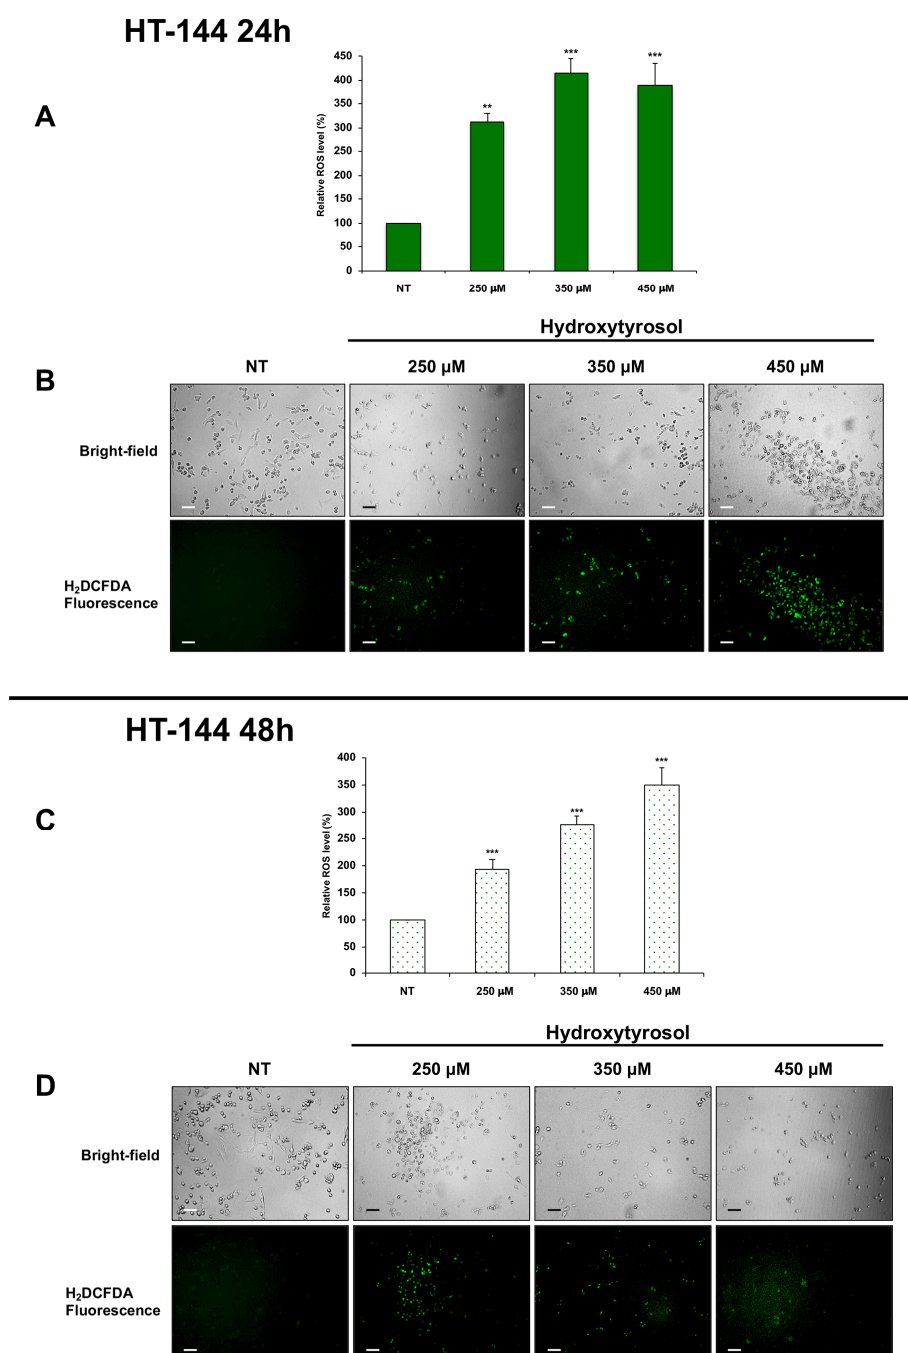 HT-144 24h
A
Relative ROS level (%)
450
400
350
300
250
200
150
100
50
0
**
***
***
NT
250 µM
350 µM
450 µM
Hydroxytyrosol
B
NT
250 µM
350 µM
450 µM
Bright-field
H₂DCFDA
Fluorescence
HT-144 48h
C
Relative ROS level (%)
400
350
300
250
200
150
100
50
0
***
***
***
NT
250 µM
350 µM
450 µM
Hydroxytyrosol
D
NT
250 µM
350 µM
450 µM
Bright-field
H₂DCFDA
Fluorescence